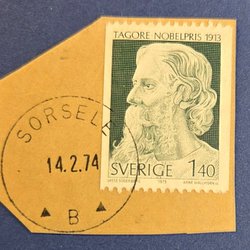 TAGORE NOBELPRIS 1913
SORSELE
14.2.74
B
SVERIGE 1.40
1973